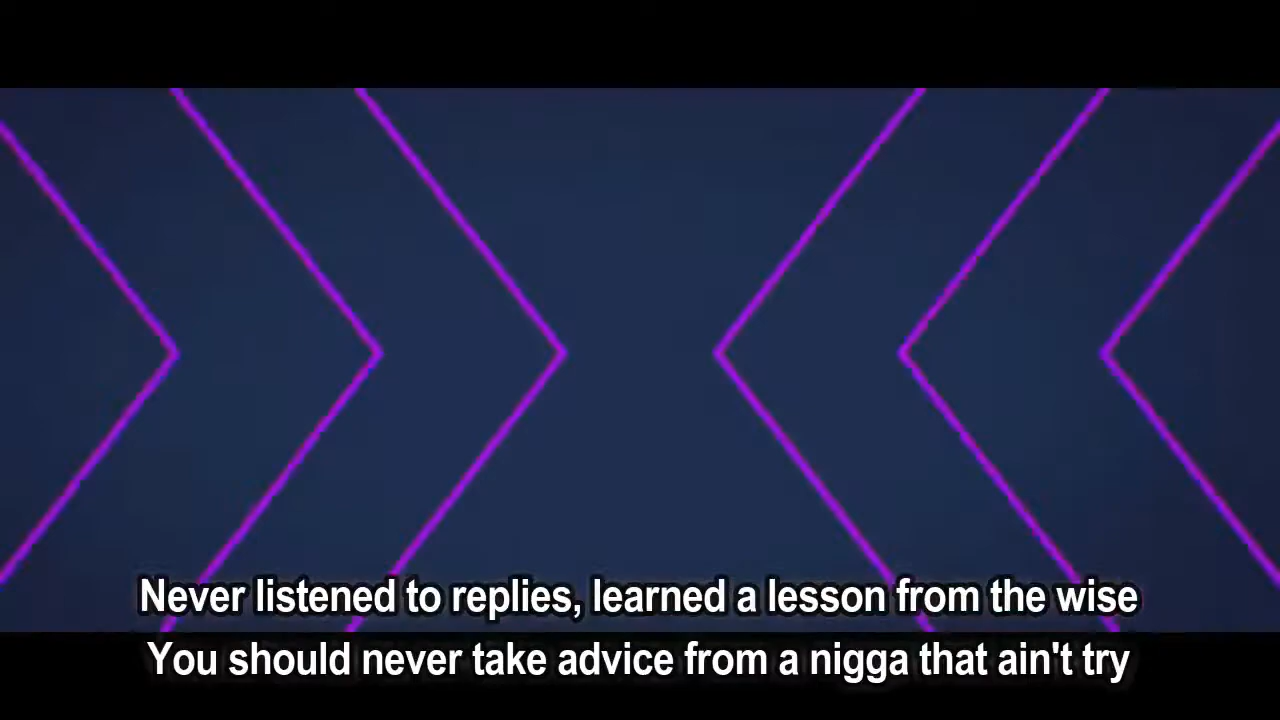 Never listened to replies, learned a lesson from the wise
You should never take advice from a nigga that ain't try